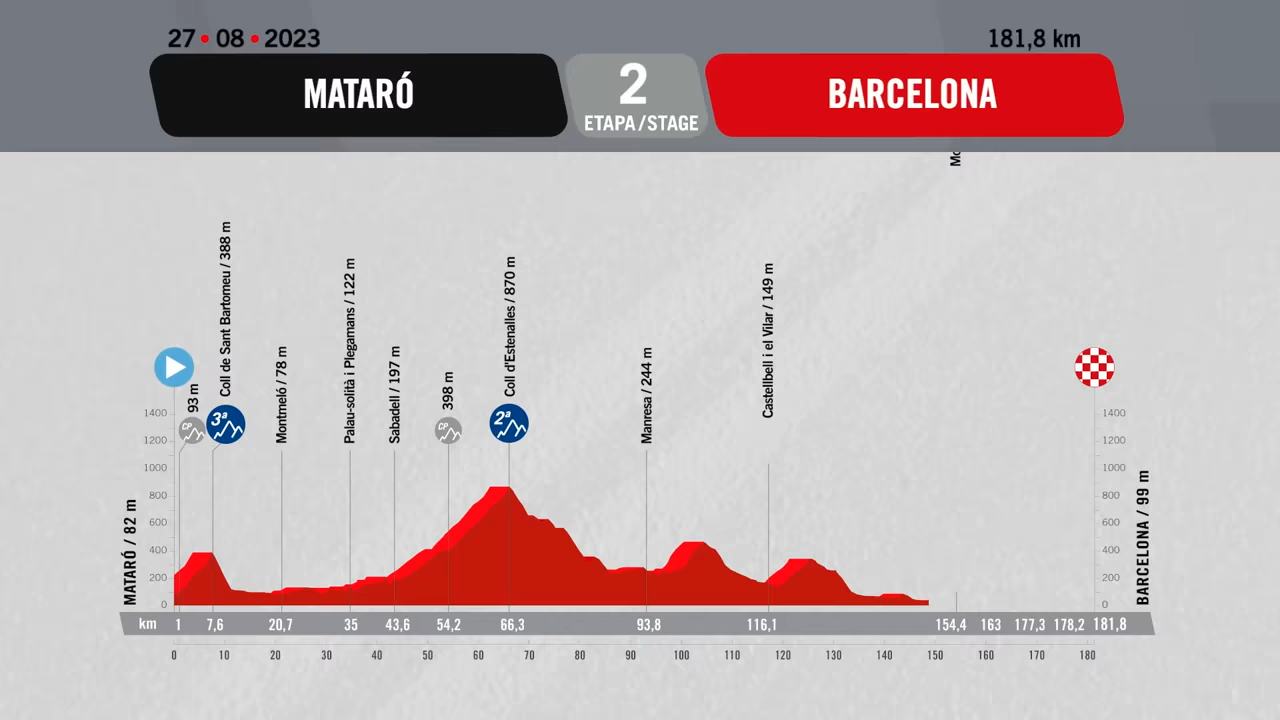 27 • 08 • 2023
181,8 km
MATARÓ
2
ETAPA/STAGE
BARCELONA
93 m
Coll de Sant Bartomeu / 388 m
Montmeló / 78 m
Palau-solità i Plegamans / 122 m
Sabadell / 197 m
398 m
Coll d'Estenalles / 870 m
Manresa / 244 m
Castellbell i el Vilar / 149 m
CP
3ª
CP
2ª
1400
1200
1000
800
600
400
200
0
1400
1200
1000
800
600
400
200
0
MATARÓ / 82 m
BARCELONA / 99 m
km 1 7,6 20,7 35 43,6 54,2 66,3 93,8 116,1 154,4 163 177,3 178,2 181,8
0 10 20 30 40 50 60 70 80 90 100 110 120 130 140 150 160 170 180